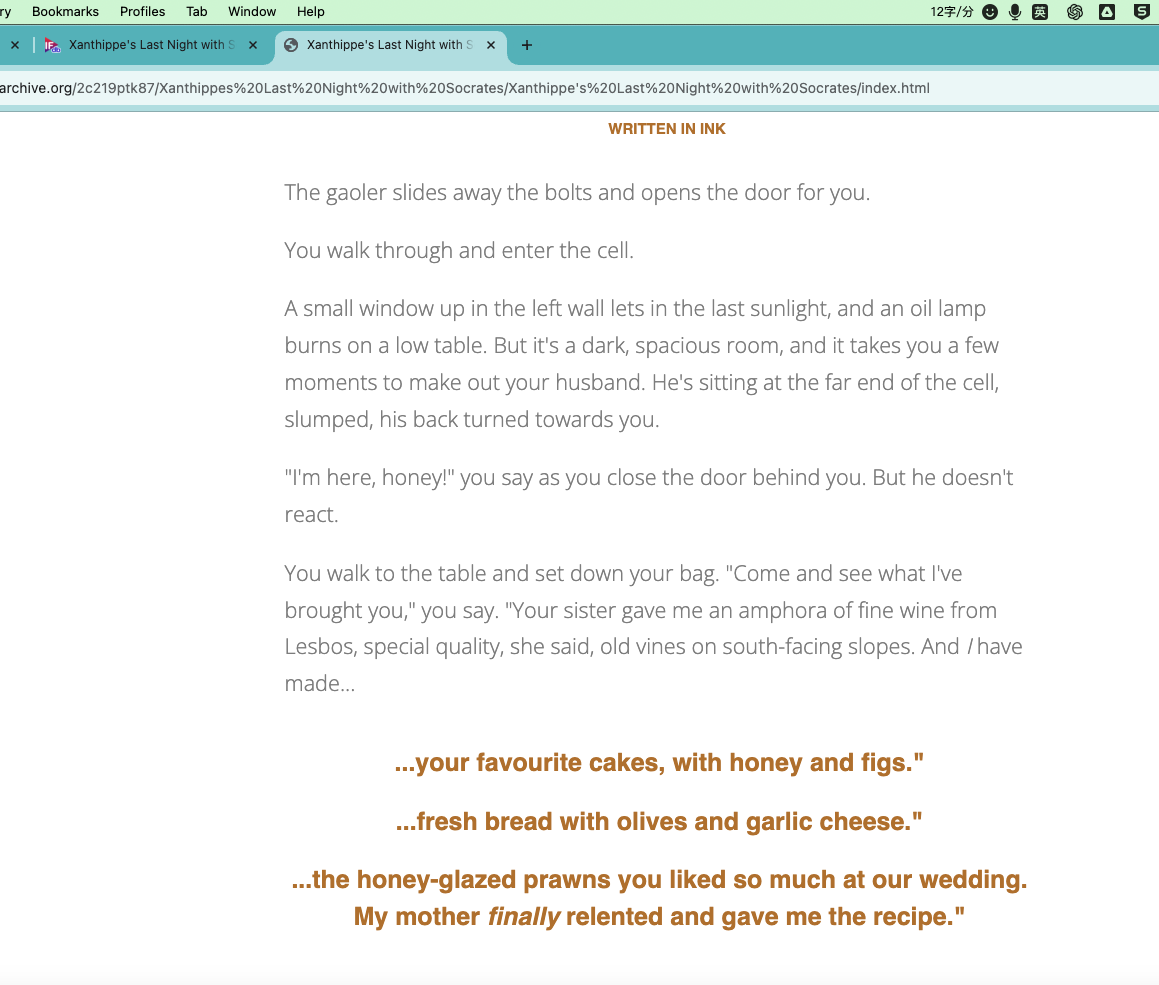 ry Bookmarks Profiles Tab Window Help 12字/分 英
Xanthippe's Last Night with S Xanthippe's Last Night with S
archive.org/2c219ptk87/Xanthippes%20Last%20Night%20with%20Socrates/Xanthippe's%20Last%20Night%20with%20Socrates/index.html
WRITTEN IN INK
The gaoler slides away the bolts and opens the door for you.
You walk through and enter the cell.
A small window up in the left wall lets in the last sunlight, and an oil lamp
burns on a low table. But it's a dark, spacious room, and it takes you a few
moments to make out your husband. He's sitting at the far end of the cell,
slumped, his back turned towards you.
"I'm here, honey!" you say as you close the door behind you. But he doesn't
react.
You walk to the table and set down your bag. "Come and see what I've
brought you," you say. "Your sister gave me an amphora of fine wine from
Lesbos, special quality, she said, old vines on south-facing slopes. And I have
made...
...your favourite cakes, with honey and figs."
...fresh bread with olives and garlic cheese."
...the honey-glazed prawns you liked so much at our wedding.
My mother finally relented and gave me the recipe."